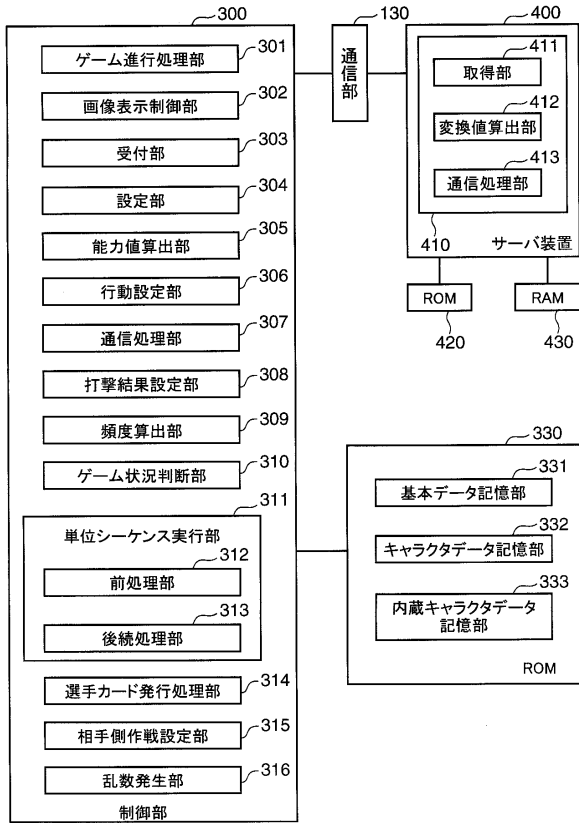 300
ゲーム進行処理部
301
画像表示制御部
302
受付部
303
設定部
304
能力値算出部
305
行動設定部
306
通信処理部
307
打撃結果設定部
308
頻度算出部
309
ゲーム状況判断部
310
311
単位シーケンス実行部
312
前処理部
313
後続処理部
選手カード発行処理部
314
相手側作戦設定部
315
乱数発生部
316
制御部
130
通信部
400
411
取得部
412
変換値算出部
413
通信処理部
410
サーバ装置
ROM
420
RAM
430
330
331
基本データ記憶部
332
キャラクタデータ記憶部
333
内蔵キャラクタデータ
記憶部
ROM